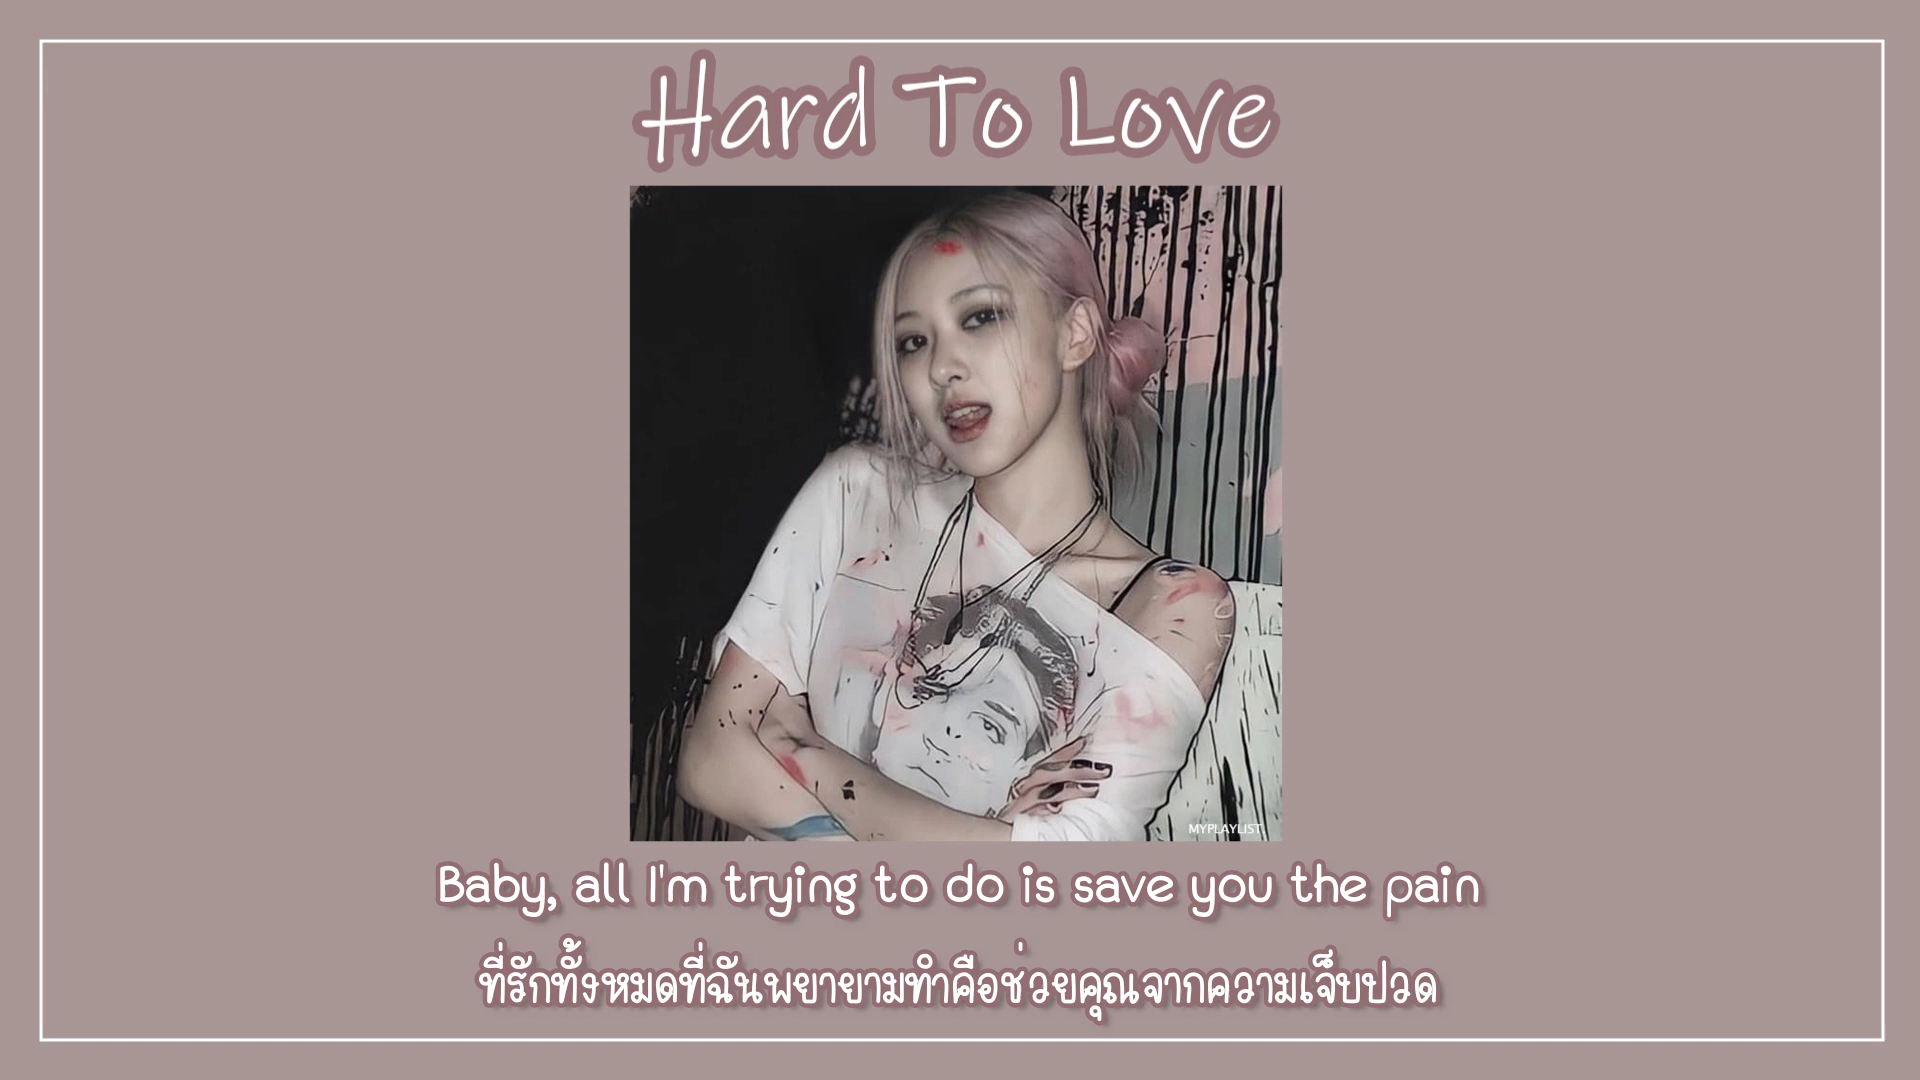 Hard To Love
MYPLAYLIST.
Baby, all I'm trying to do is save you the pain
ที่รักทั้งหมดที่ฉันพยายามทำคือช่วยคุณจากความเจ็บปวด